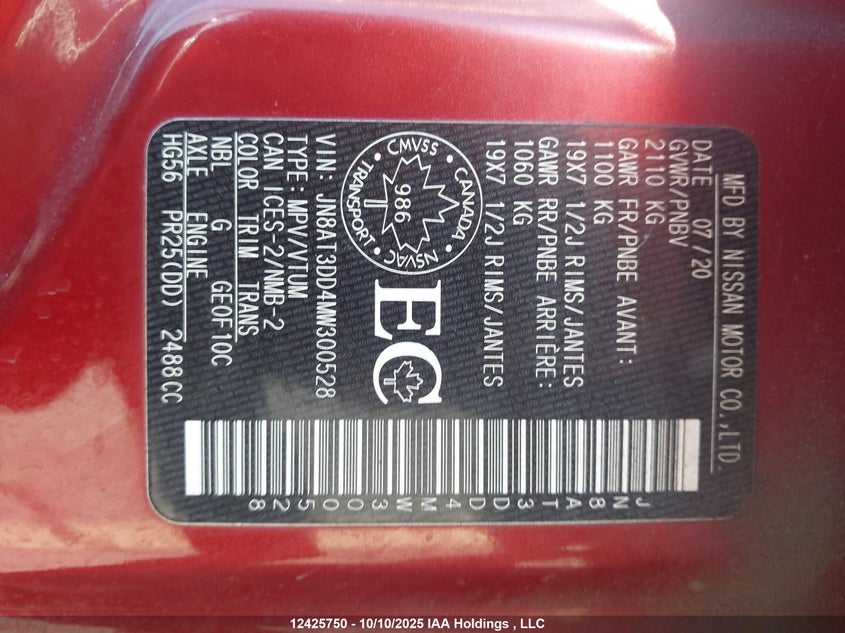 MFD BY NISSAN MOTOR CO.,LTD.
DATE 07/20
GVWR/PNBV
2110 KG
GAWR FR/PNBE AVANT:
1100 KG
19X7 1/2J RIMS/JANTES
GAWR RR/PNBE ARRIÈRE:
1060 KG
19X7 1/2J RIMS/JANTES
CMVSS
CANADA
NSVAC
TRANSPORT
986
EC
VIN: JN8AT3DD4MW300528
TYPE: MPV/VTUM
CAN ICES-2/NMB-2
COLOR TRIM TRANS
NBL G GE0F10C
AXLE ENGINE
HG56 PR25(DD) 2488CC
JN8AT3DD4MW300528
12425750 - 10/10/2025 IAA Holdings , LLC